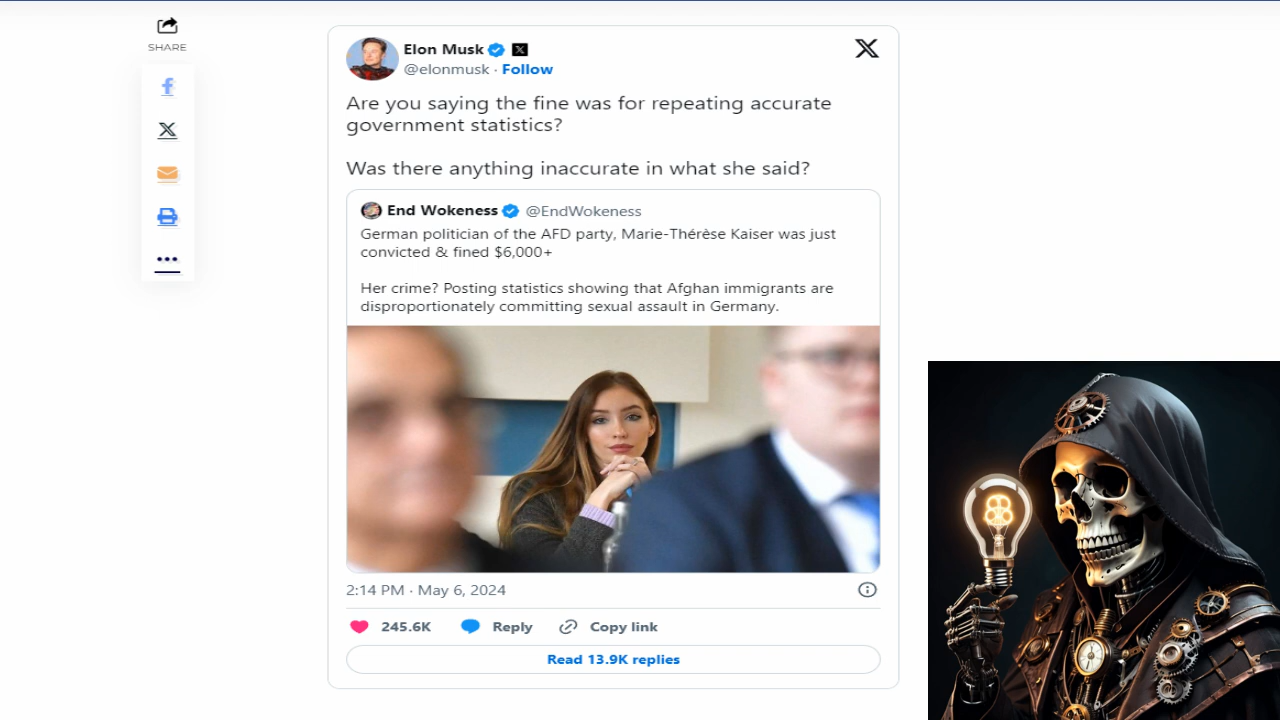 SHARE
Elon Musk
@elonmusk · Follow
Are you saying the fine was for repeating accurate
government statistics?
Was there anything inaccurate in what she said?
End Wokeness @EndWokeness
German politician of the AFD party, Marie-Thérèse Kaiser was just
convicted & fined $6,000+
Her crime? Posting statistics showing that Afghan immigrants are
disproportionately committing sexual assault in Germany.
2:14 PM · May 6, 2024
245.6K Reply Copy link
Read 13.9K replies